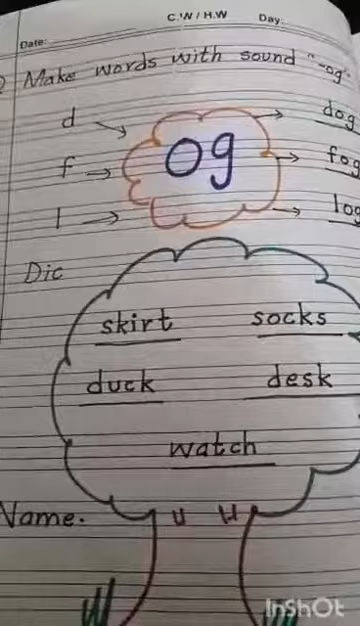 C.W / H.W Day:
Date:
Make words with sound "-og"
d dog
f og fog
l log
Dic
skirt socks
duck desk
watch
Name.
InShOt